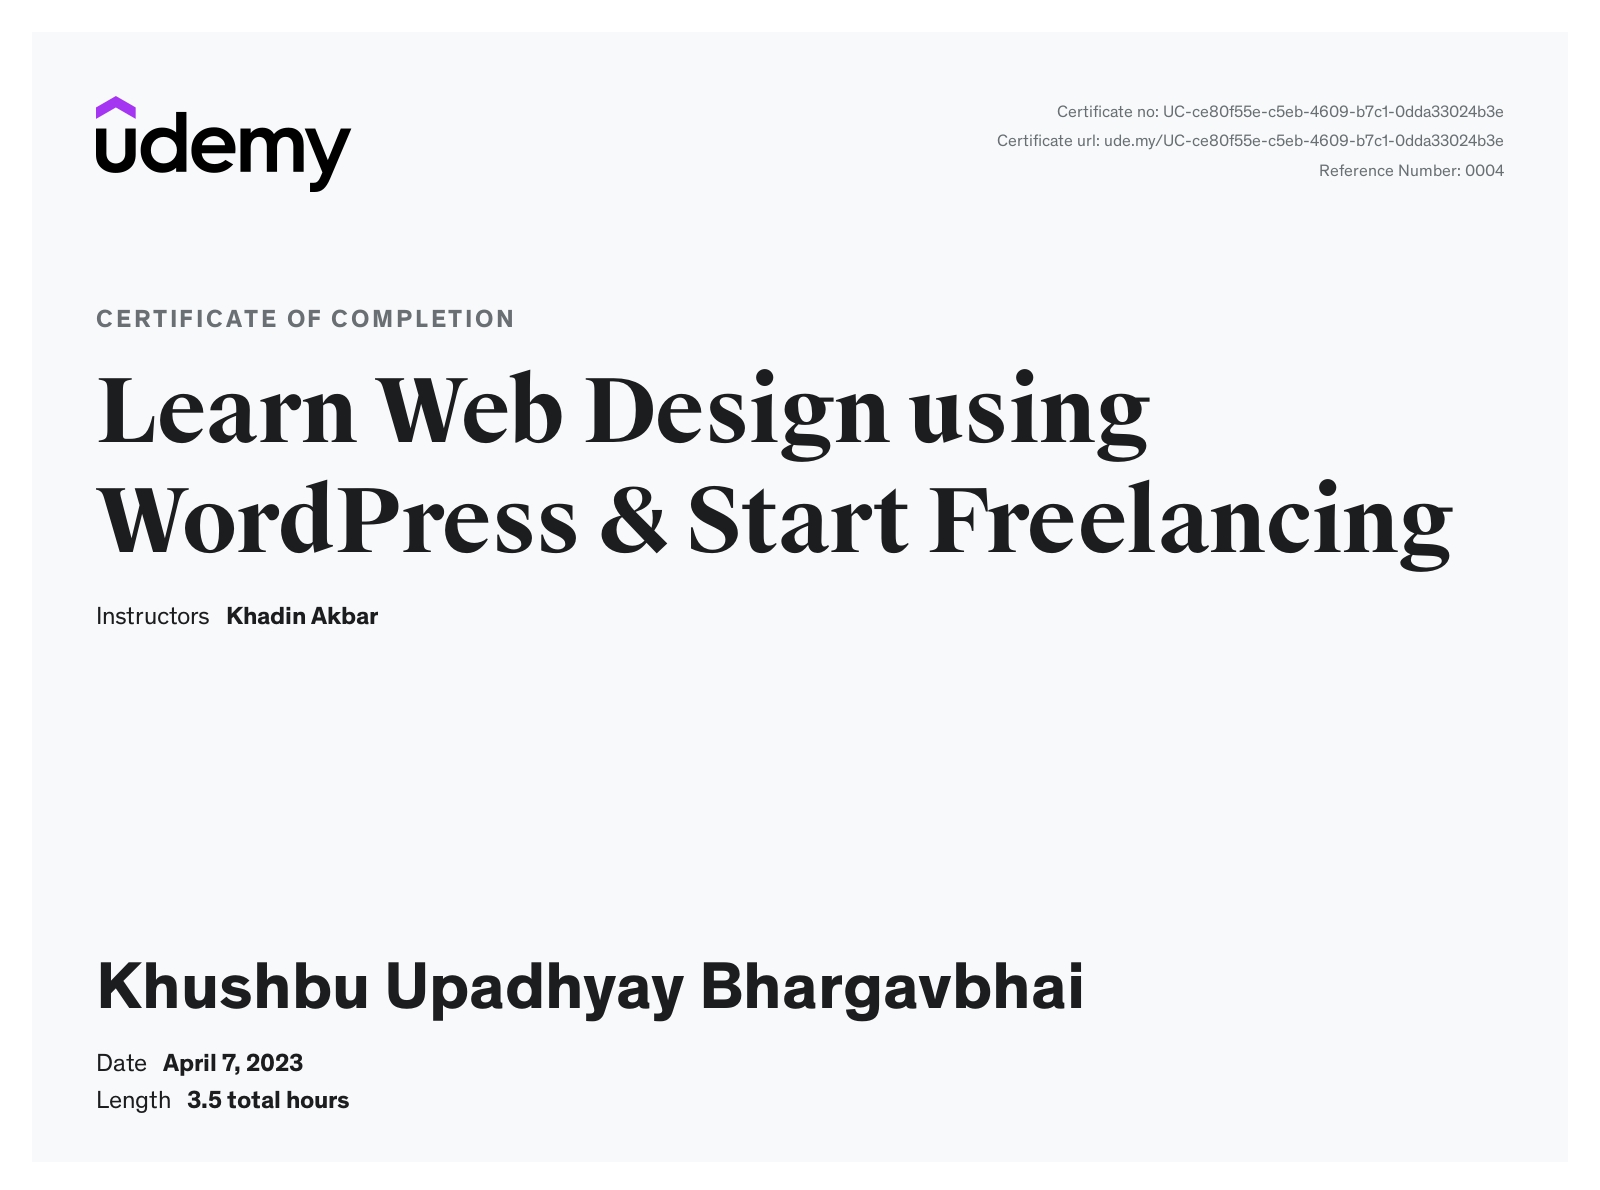 udemy
Certificate no: UC-ce80f55e-c5eb-4609-b7c1-0dda33024b3e
Certificate url: ude.my/UC-ce80f55e-c5eb-4609-b7c1-0dda33024b3e
Reference Number: 0004
CERTIFICATE OF COMPLETION
Learn Web Design using
WordPress & Start Freelancing
Instructors Khadin Akbar
Khushbu Upadhyay Bhargavbhai
Date April 7, 2023
Length 3.5 total hours